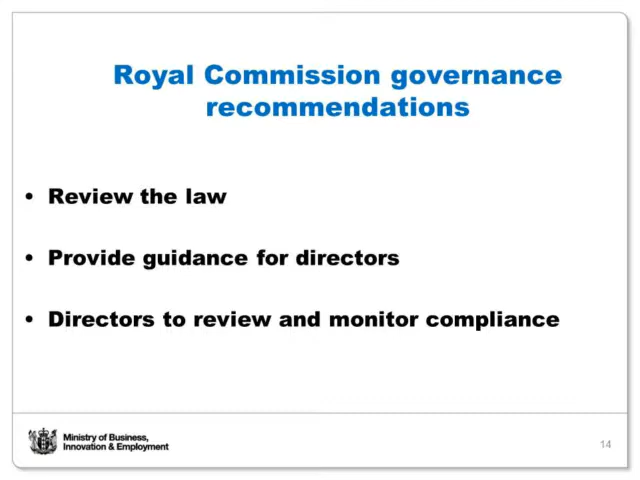 Royal Commission governance
recommendations
• Review the law
• Provide guidance for directors
• Directors to review and monitor compliance
Ministry of Business,
Innovation & Employment
14